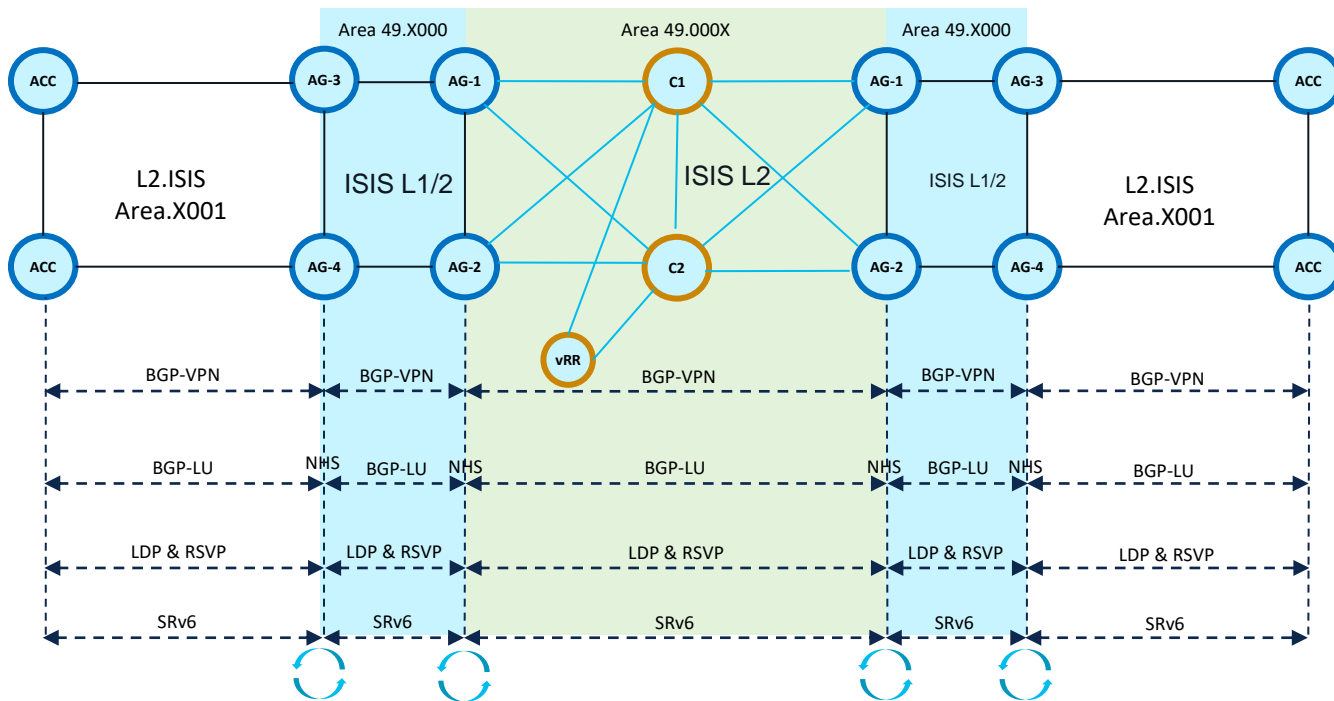 Area 49.X000
Area 49.000X
Area 49.X000
ACC
AG-3
AG-1
C1
AG-1
AG-3
ACC
L2.ISIS
Area.X001
ISIS L1/2
ISIS L2
ISIS L1/2
L2.ISIS
Area.X001
ACC
AG-4
AG-2
C2
AG-2
AG-4
ACC
vRR
BGP-VPN
BGP-VPN
BGP-VPN
BGP-VPN
BGP-VPN
BGP-LU
NHS
BGP-LU
NHS
BGP-LU
NHS
BGP-LU
NHS
BGP-LU
LDP & RSVP
LDP & RSVP
LDP & RSVP
LDP & RSVP
LDP & RSVP
SRv6
SRv6
SRv6
SRv6
SRv6